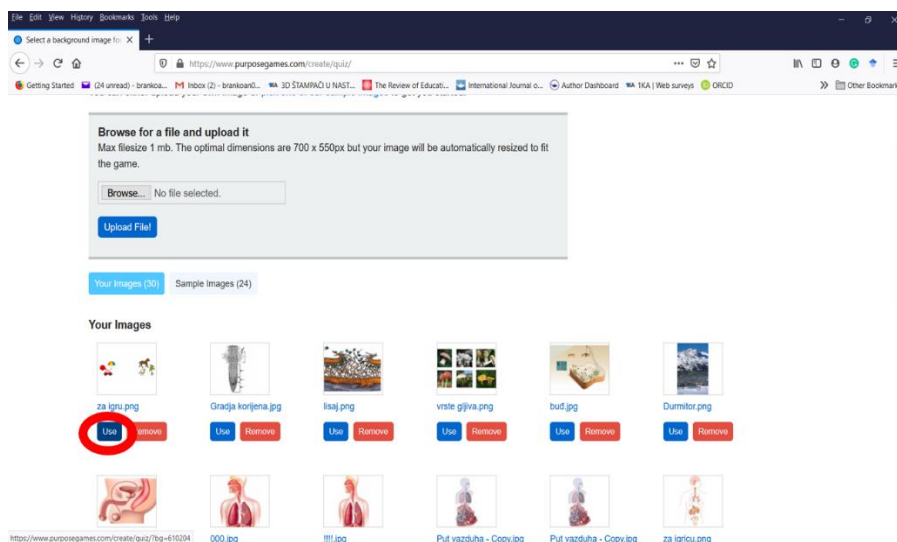 File Edit View History Bookmarks Tools Help
Select a background image fo
https://www.purposegames.com/create/quiz/
Getting Started (24 unread) - brankoa... Inbox (2) - brankoan0... 3D ŠTAMPAČI U NAST... The Review of Educati... International Journal o... Author Dashboard 1KA | Web surveys ORCID Other Bookmark
Browse for a file and upload it
Max filesize 1 mb. The optimal dimensions are 700 x 550px but your image will be automatically resized to fit
the game.
Browse... No file selected.
Upload File!
Your Images (30) Sample Images (24)
Your Images
za igru.png Gradja korijena.jpg lisaj.png vrste gljiva.png buđ.jpg Durmitor.png
Use Remove Use Remove Use Remove Use Remove Use Remove Use Remove
https://www.purposegames.com/create/quiz/?bg=610204 000.jpg !!!!.jpg Put vazduha - Copy.jpg Put vazduha - Copy.jpg za igricu.png